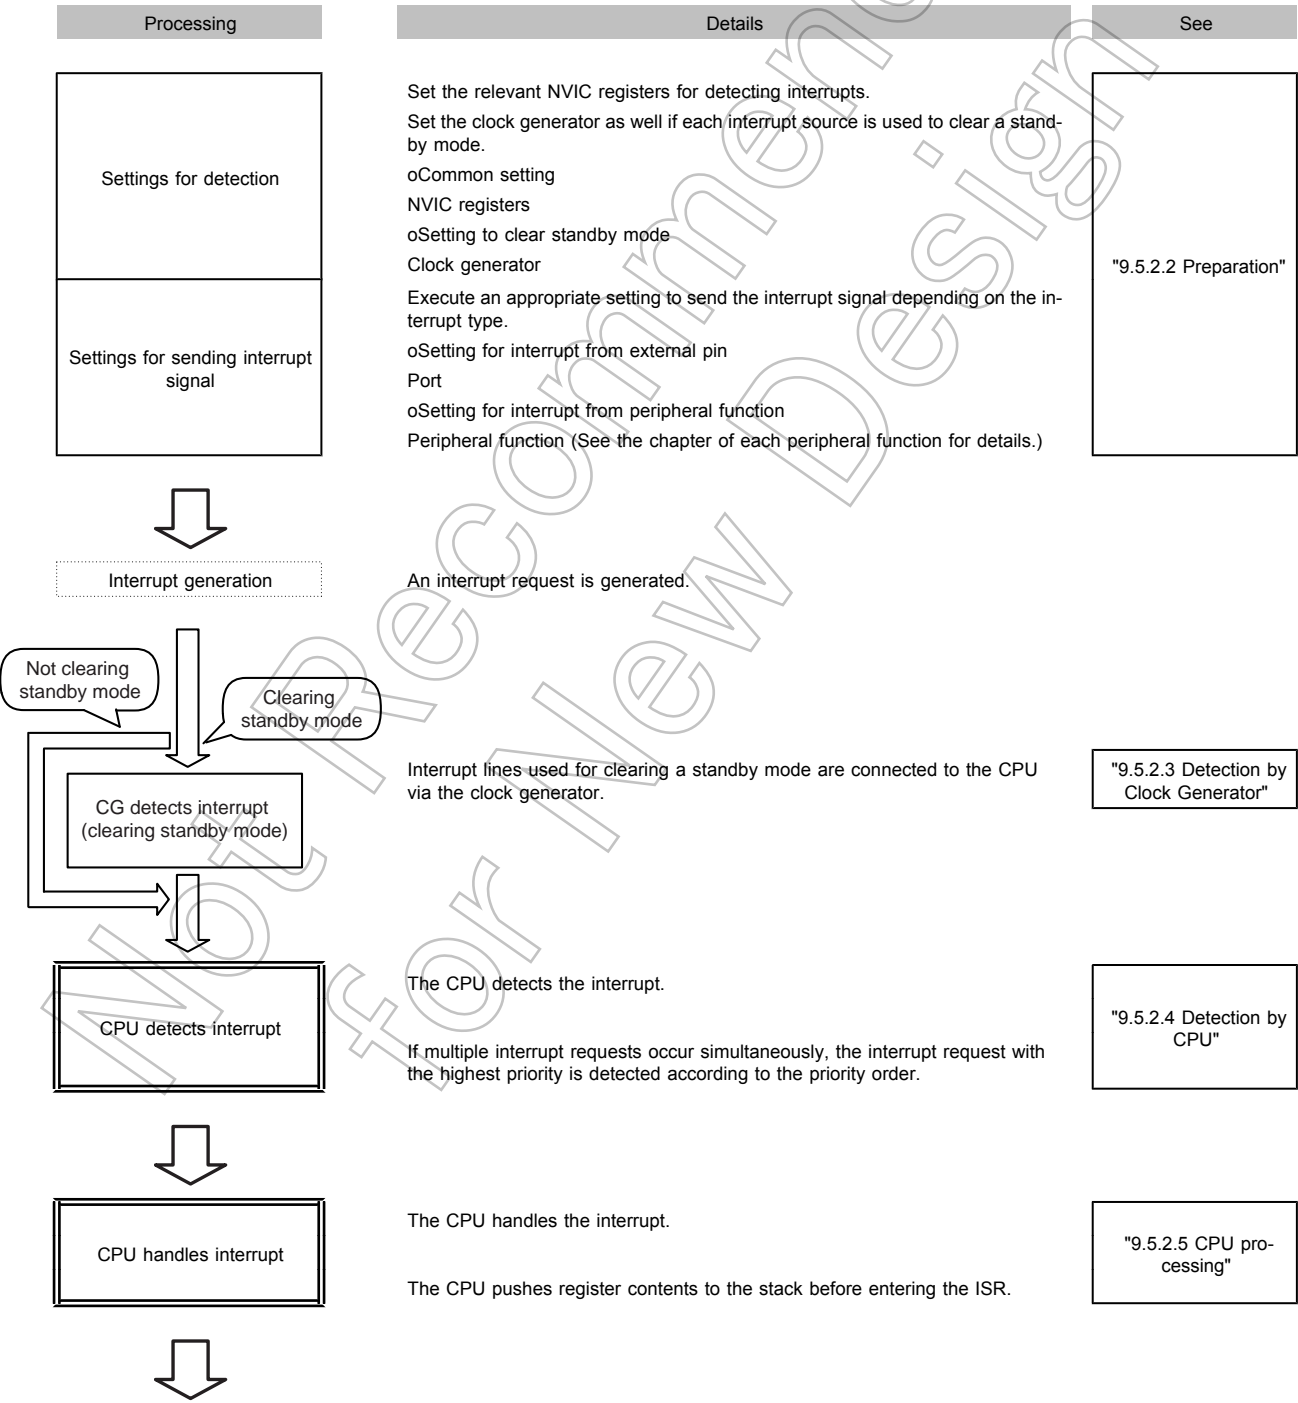 Processing
Details
See
Settings for detection
Set the relevant NVIC registers for detecting interrupts.
Set the clock generator as well if each interrupt source is used to clear a stand-
by mode.
oCommon setting
NVIC registers
oSetting to clear standby mode
Clock generator
"9.5.2.2 Preparation"
Settings for sending interrupt
signal
Execute an appropriate setting to send the interrupt signal depending on the in-
terrupt type.
oSetting for interrupt from external pin
Port
oSetting for interrupt from peripheral function
Peripheral function (See the chapter of each peripheral function for details.)
Interrupt generation
An interrupt request is generated.
Not clearing
standby mode
Clearing
standby mode
CG detects interrupt
(clearing standby mode)
Interrupt lines used for clearing a standby mode are connected to the CPU
via the clock generator.
"9.5.2.3 Detection by
Clock Generator"
CPU detects interrupt
The CPU detects the interrupt.
If multiple interrupt requests occur simultaneously, the interrupt request with
the highest priority is detected according to the priority order.
"9.5.2.4 Detection by
CPU"
CPU handles interrupt
The CPU handles the interrupt.
The CPU pushes register contents to the stack before entering the ISR.
"9.5.2.5 CPU pro-
cessing"
Not Recommen
for New Design